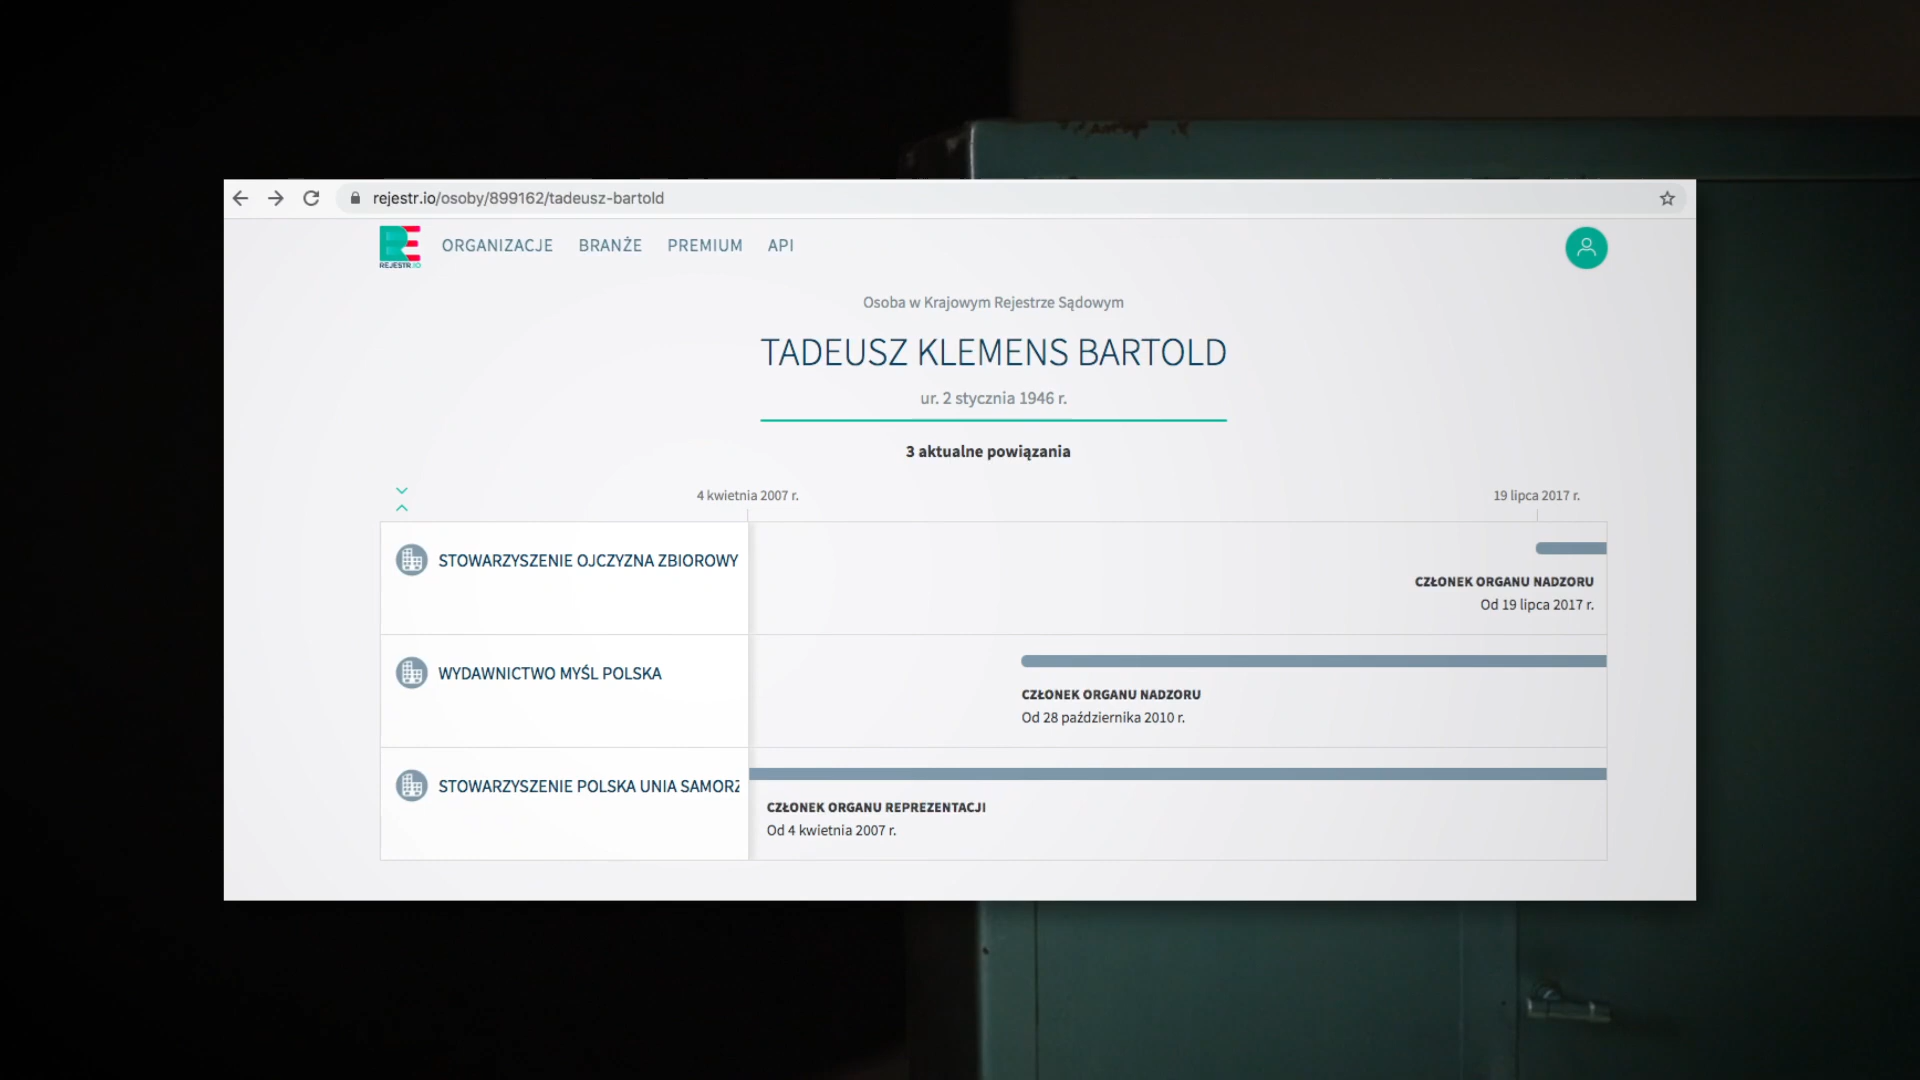 rejestr.io/osoby/899162/tadeusz-bartold
REJESTR.IO
ORGANIZACJE BRANŻE PREMIUM API
Osoba w Krajowym Rejestrze Sądowym
TADEUSZ KLEMENS BARTOLD
ur. 2 stycznia 1946 r.
3 aktualne powiązania
4 kwietnia 2007 r. 19 lipca 2017 r.
STOWARZYSZENIE OJCZYZNA ZBIOROWY
CZŁONEK ORGANU NADZORU
Od 19 lipca 2017 r.
WYDAWNICTWO MYŚL POLSKA
CZŁONEK ORGANU NADZORU
Od 28 października 2010 r.
STOWARZYSZENIE POLSKA UNIA SAMORZ
CZŁONEK ORGANU REPREZENTACJI
Od 4 kwietnia 2007 r.